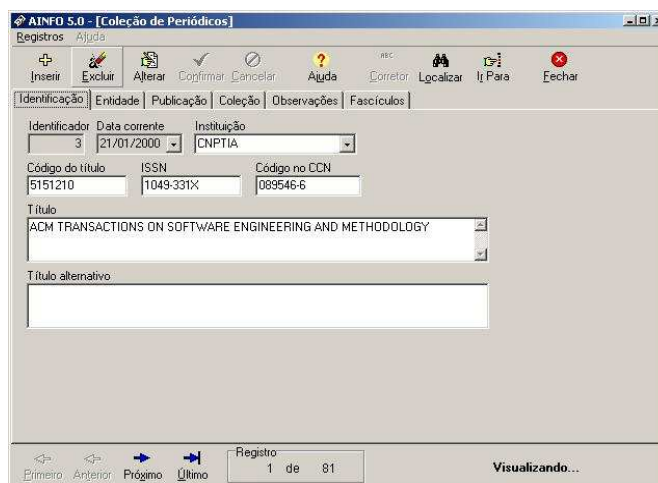 AINFO 5.0 - [Coleção de Periódicos]
Registros Ajuda
ABC
Inserir Excluir Alterar Confirmar Cancelar Ajuda Corretor Localizar Ir Para Fechar
Identificação Entidade Publicação Coleção Observações Fascículos
Identificador Data corrente Instituição
3 21/01/2000 CNPTIA
Código do título ISSN Código no CCN
5151210 1049-331X 089546-6
Título
ACM TRANSACTIONS ON SOFTWARE ENGINEERING AND METHODOLOGY
Título alternativo
Registro
Primeiro Anterior Próximo Último 1 de 81 Visualizando...